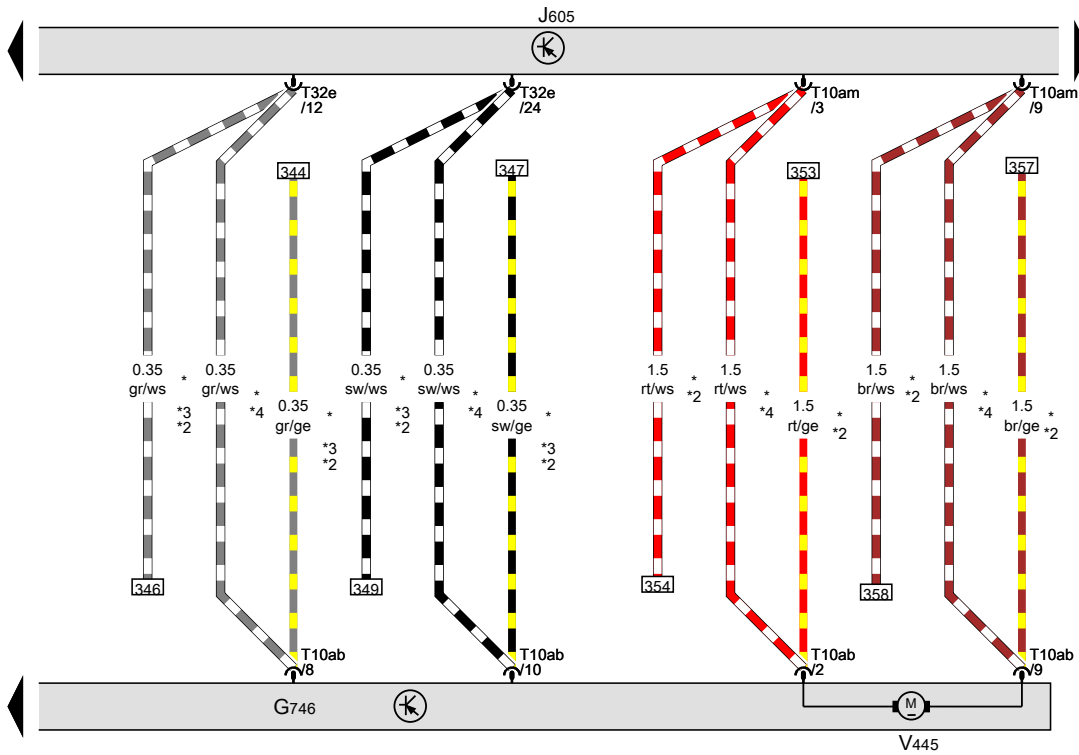 J605
T32e
/12
T32e
/24
T10am
/3
T10am
/9
344
347
353
357
0.35
gr/ws
*
*3
*2
0.35
gr/ws
*
*4
0.35
gr/ge
*
*3
*2
0.35
sw/ws
*
*3
*2
0.35
sw/ws
*
*4
0.35
sw/ge
*
*3
*2
1.5
rt/ws
*
*2
1.5
rt/ws
*
*4
1.5
rt/ge
*
*2
1.5
br/ws
*
*2
1.5
br/ws
*
*4
1.5
br/ge
*
*2
346
349
354
358
T10ab
/8
T10ab
/10
T10ab
/2
T10ab
/9
G746
M
V445